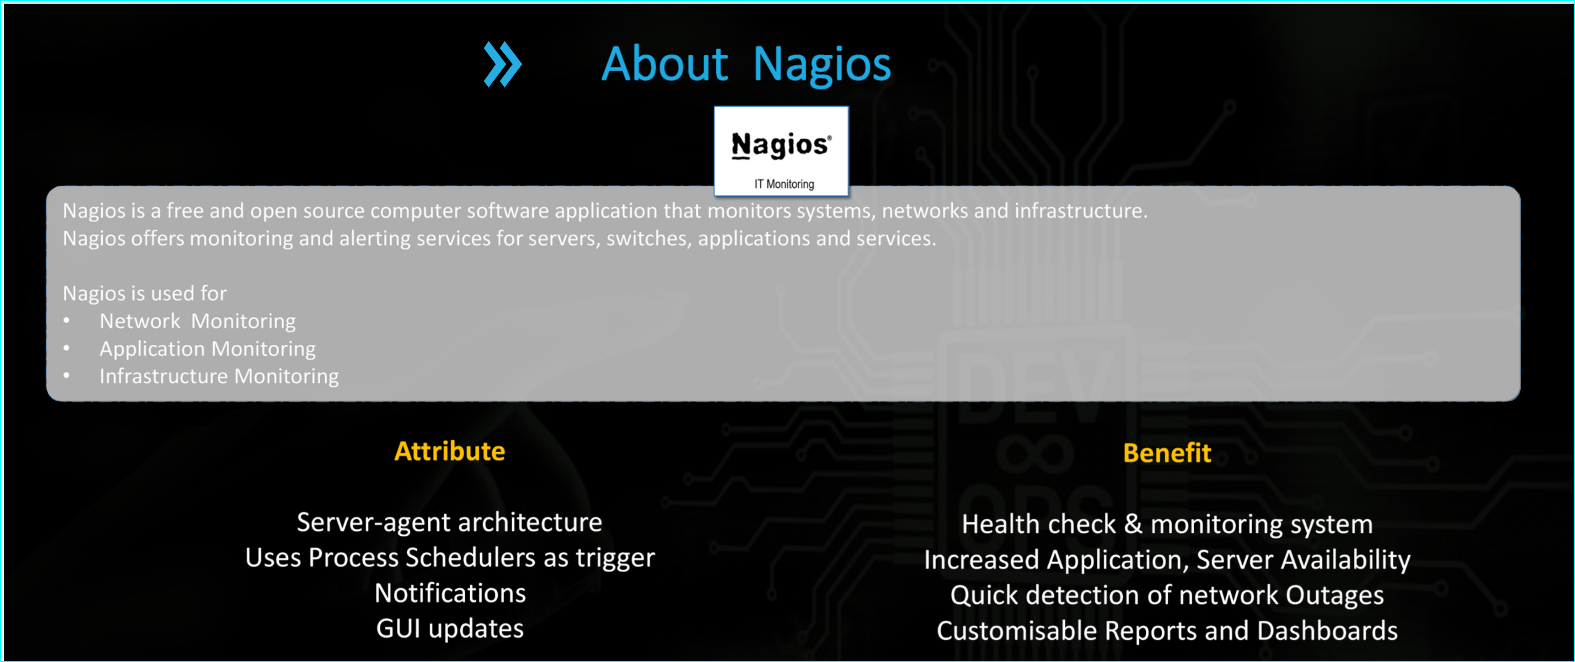 About Nagios
Nagios®
IT Monitoring
Nagios is a free and open source computer software application that monitors systems, networks and infrastructure.
Nagios offers monitoring and alerting services for servers, switches, applications and services.
Nagios is used for
• Network Monitoring
• Application Monitoring
• Infrastructure Monitoring
DEV
OPS
Attribute
Server-agent architecture
Uses Process Schedulers as trigger
Notifications
GUI updates
Benefit
Health check & monitoring system
Increased Application, Server Availability
Quick detection of network Outages
Customisable Reports and Dashboards